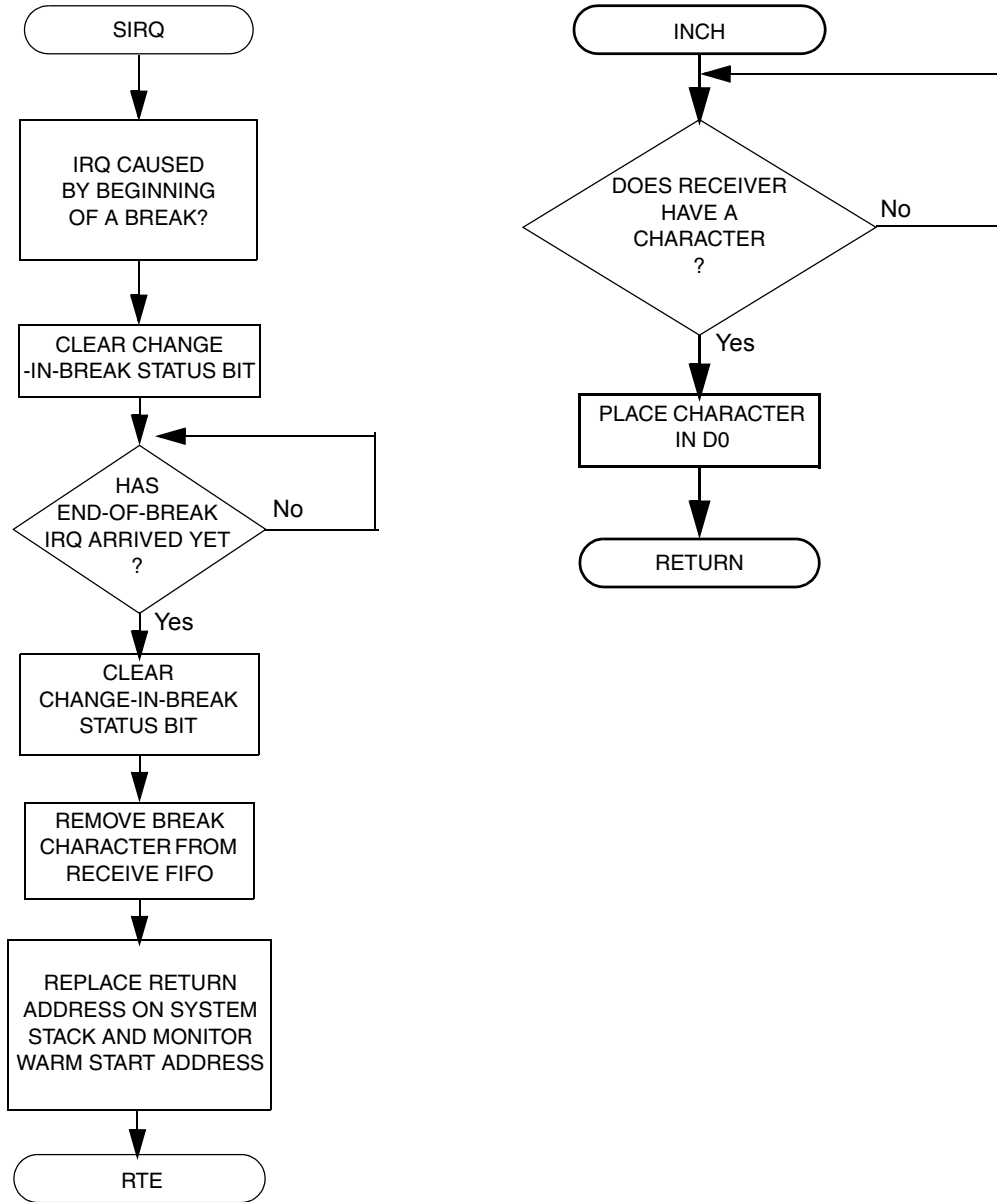 SIRQ
IRQ CAUSED
BY BEGINNING
OF A BREAK?
CLEAR CHANGE
-IN-BREAK STATUS BIT
HAS
END-OF-BREAK
IRQ ARRIVED YET
?
No
Yes
CLEAR
CHANGE-IN-BREAK
STATUS BIT
REMOVE BREAK
CHARACTER FROM
RECEIVE FIFO
REPLACE RETURN
ADDRESS ON SYSTEM
STACK AND MONITOR
WARM START ADDRESS
RTE
INCH
DOES RECEIVER
HAVE A
CHARACTER
?
No
Yes
PLACE CHARACTER
IN D0
RETURN